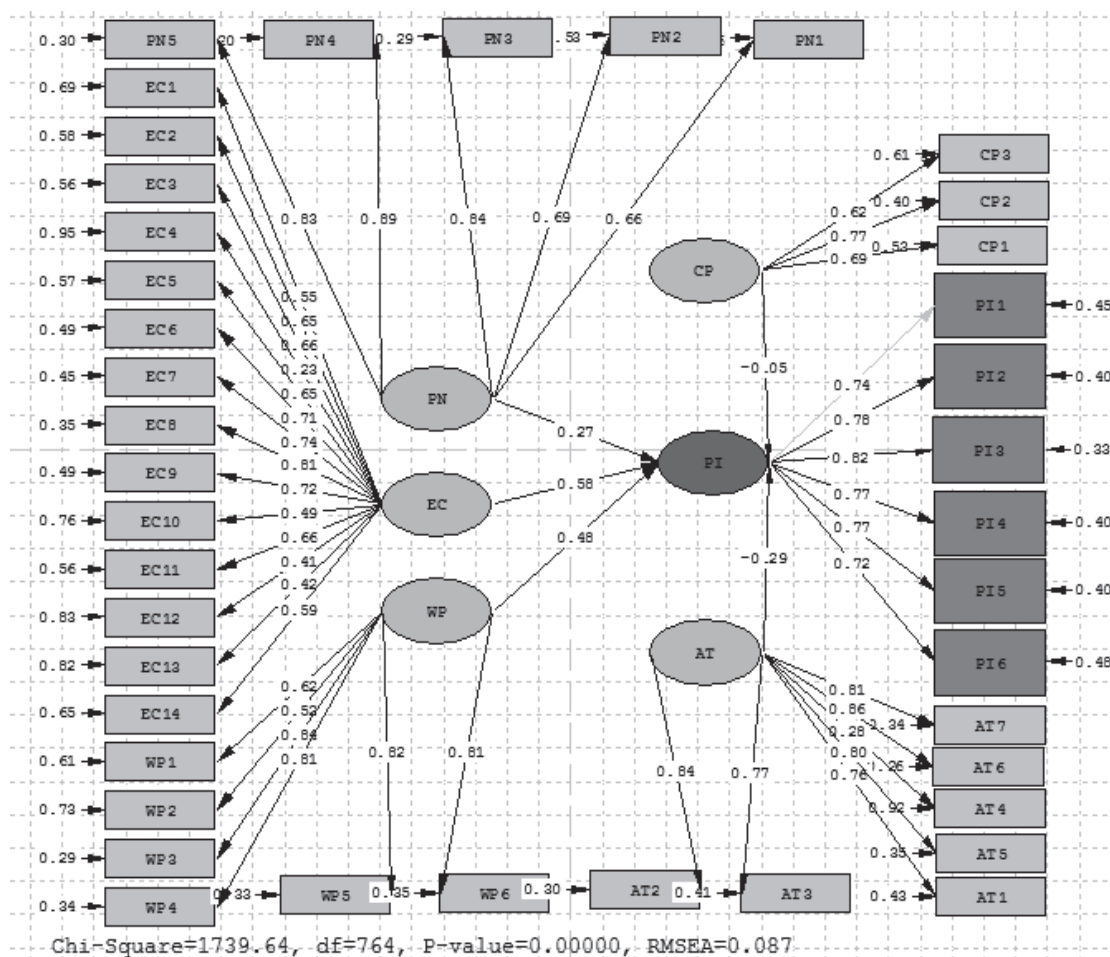 0.30 PN5 .20 PN4 0.29 PN3 .53 PN2 PN1
0.69 EC1
0.58 EC2
0.56 EC3
0.95 EC4
0.57 EC5
0.49 EC6
0.45 EC7
0.35 EC8
0.49 EC9
0.76 EC10
0.56 EC11
0.83 EC12
0.82 EC13
0.65 EC14
0.61 WP1
0.73 WP2
0.29 WP3
0.34 WP4
0.83 0.89 0.84 0.69 0.66
0.55
0.65
0.66
0.23
0.65
0.71
0.74
0.81
0.72
0.49
0.66
0.41
0.42
0.59
PN
EC
WP
0.27
0.58
0.48
0.62
0.53
0.84
0.81
0.82 0.81
0.61 CP3
0.62 0.40 CP2
0.77
0.69 0.53 CP1
CP
-0.05
PI
-0.29
AT
0.74 PI1 0.45
0.78 PI2 0.40
0.82 PI3 0.33
0.77 PI4 0.40
0.77 PI5 0.40
0.72 PI6 0.48
0.81
0.86 0.34 AT7
0.28
0.80 0.26 AT6
0.76
0.92 AT4
0.35 AT5
0.43 AT1
0.84 0.77
0.33 WP5 0.35 WP6 0.30 AT2 0.41 AT3
Chi-Square=1739.64, df=764, P-value=0.00000, RMSEA=0.087